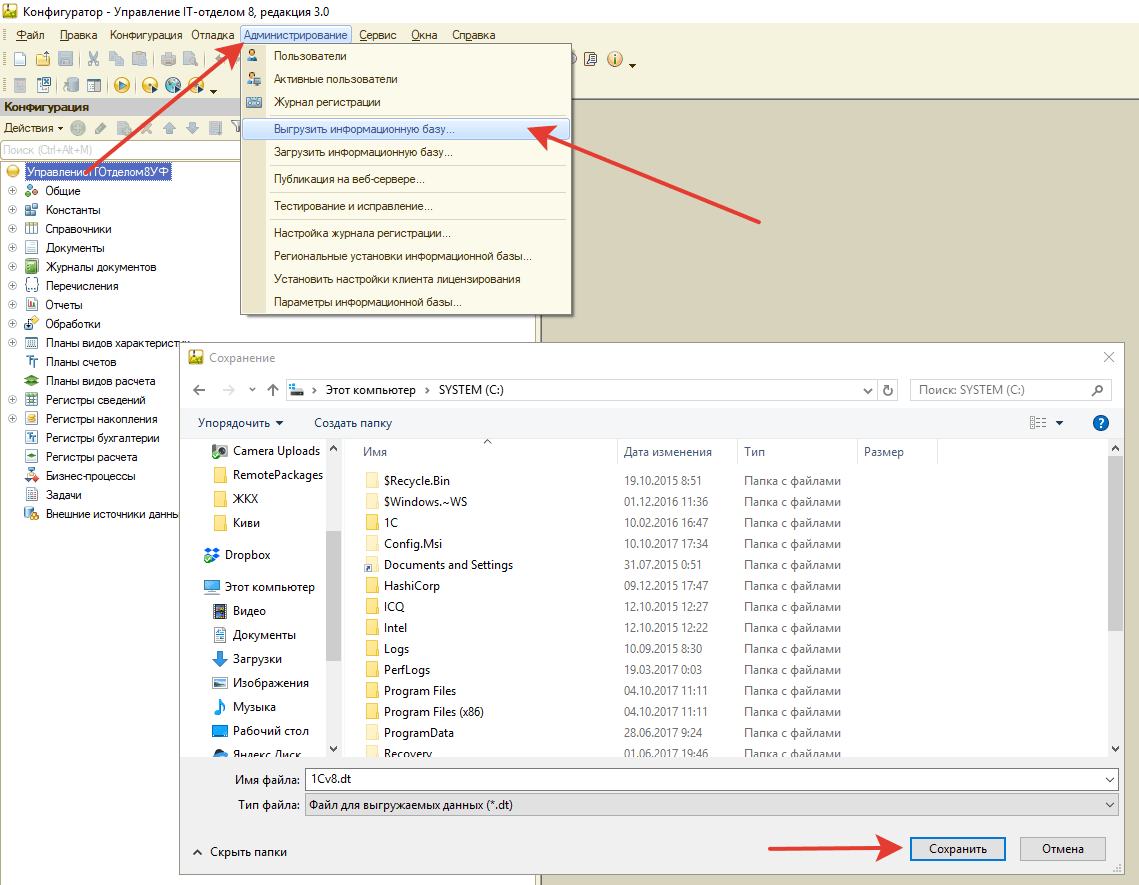 Конфигуратор - Управление IT-отделом 8, редакция 3.0
Файл Правка Конфигурация Отладка Администрирование Сервис Окна Справка
Пользователи
Активные пользователи
Журнал регистрации
Выгрузить информационную базу...
Загрузить информационную базу...
Публикация на веб-сервере...
Тестирование и исправление...
Настройка журнала регистрации...
Региональные установки информационной базы...
Установить настройки клиента лицензирования
Параметры информационной базы...
Конфигурация
Действия
Поиск (Ctrl+Alt+M)
УправлениеIТОтделом8УФ
Общие
Константы
Справочники
Документы
Журналы документов
Перечисления
Отчеты
Обработки
Планы видов характеристик
Планы счетов
Планы видов расчета
Регистры сведений
Регистры накопления
Регистры бухгалтерии
Регистры расчета
Бизнес-процессы
Задачи
Внешние источники данны
Сохранение
Этот компьютер SYSTEM (C:)
Поиск: SYSTEM (C:)
Упорядочить Создать папку
Camera Uploads
RemotePackages
ЖКХ
Киви
Dropbox
Этот компьютер
Видео
Документы
Загрузки
Изображения
Музыка
Рабочий стол
Яндекс.Диск
Имя Дата изменения Тип Размер
$Recycle.Bin 19.10.2015 8:51 Папка с файлами
$Windows.~WS 01.12.2016 11:36 Папка с файлами
1C 10.02.2016 16:47 Папка с файлами
Config.Msi 10.10.2017 17:34 Папка с файлами
Documents and Settings 31.07.2015 0:51 Папка с файлами
HashiCorp 09.12.2015 17:47 Папка с файлами
ICQ 12.10.2015 12:27 Папка с файлами
Intel 12.10.2015 12:22 Папка с файлами
Logs 10.09.2015 8:30 Папка с файлами
PerfLogs 19.03.2017 0:03 Папка с файлами
Program Files 04.10.2017 11:11 Папка с файлами
Program Files (x86) 04.10.2017 11:11 Папка с файлами
ProgramData 28.06.2017 9:24 Папка с файлами
Recovery 01.06.2017 19:46 Папка с файлами
Имя файла: 1Cv8.dt
Тип файла: Файл для выгружаемых данных (*.dt)
Скрыть папки
Сохранить
Отмена